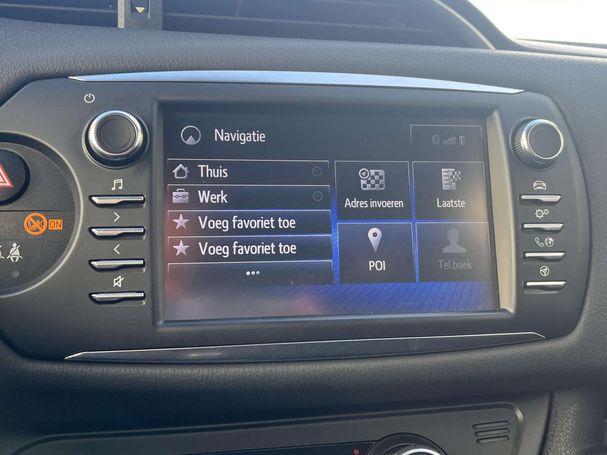 Navigatie
Thuis
Werk
Voeg favoriet toe
Voeg favoriet toe
•••
Adres invoeren
Laatste
POI
Tel.boek
ON